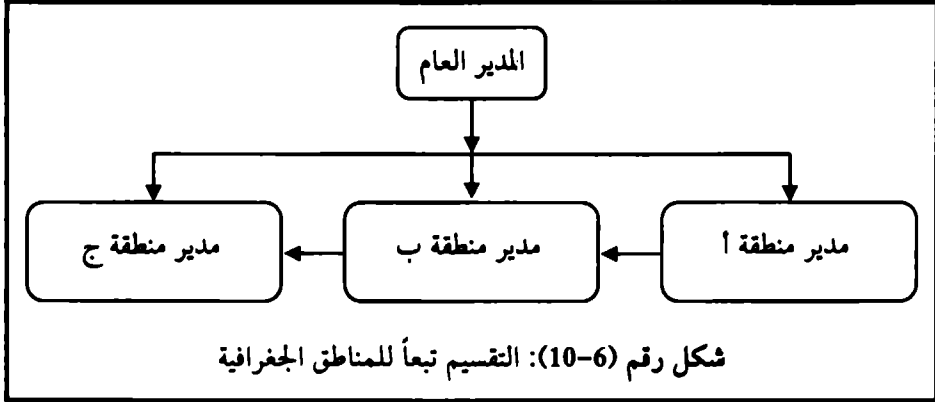 المدير العام
مدير منطقة أ
مدير منطقة ب
مدير منطقة ج
شكل رقم (6-10): التقسيم تبعاً للمناطق الجغرافية